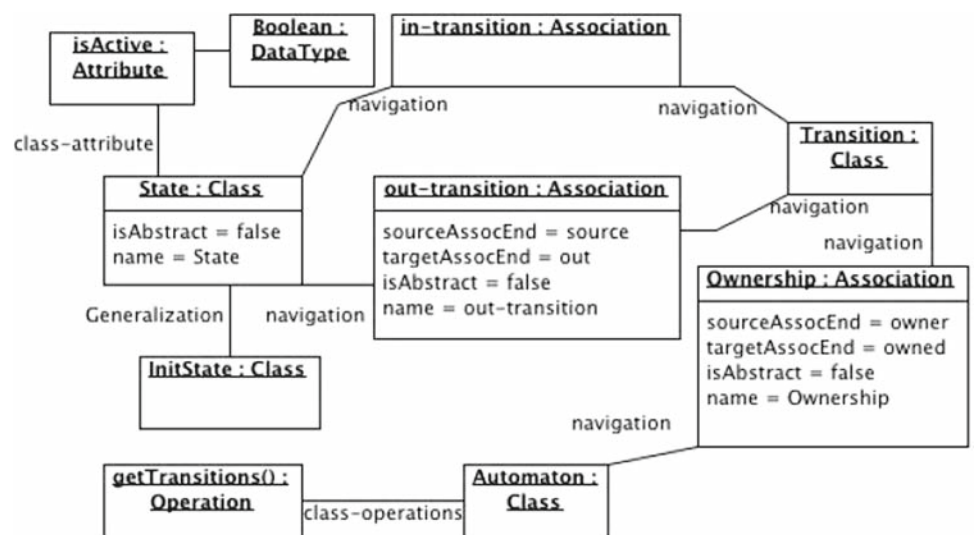 isActive :
Attribute
Boolean :
DataType
in-transition : Association
navigation
navigation
class-attribute
Transition :
Class
State : Class
isAbstract = false
name = State
out-transition : Association
sourceAssocEnd = source
targetAssocEnd = out
isAbstract = false
name = out-transition
navigation
navigation
Ownership : Association
sourceAssocEnd = owner
targetAssocEnd = owned
isAbstract = false
name = Ownership
Generalization
navigation
InitState : Class
navigation
getTransitions() :
Operation
class-operations
Automaton :
Class